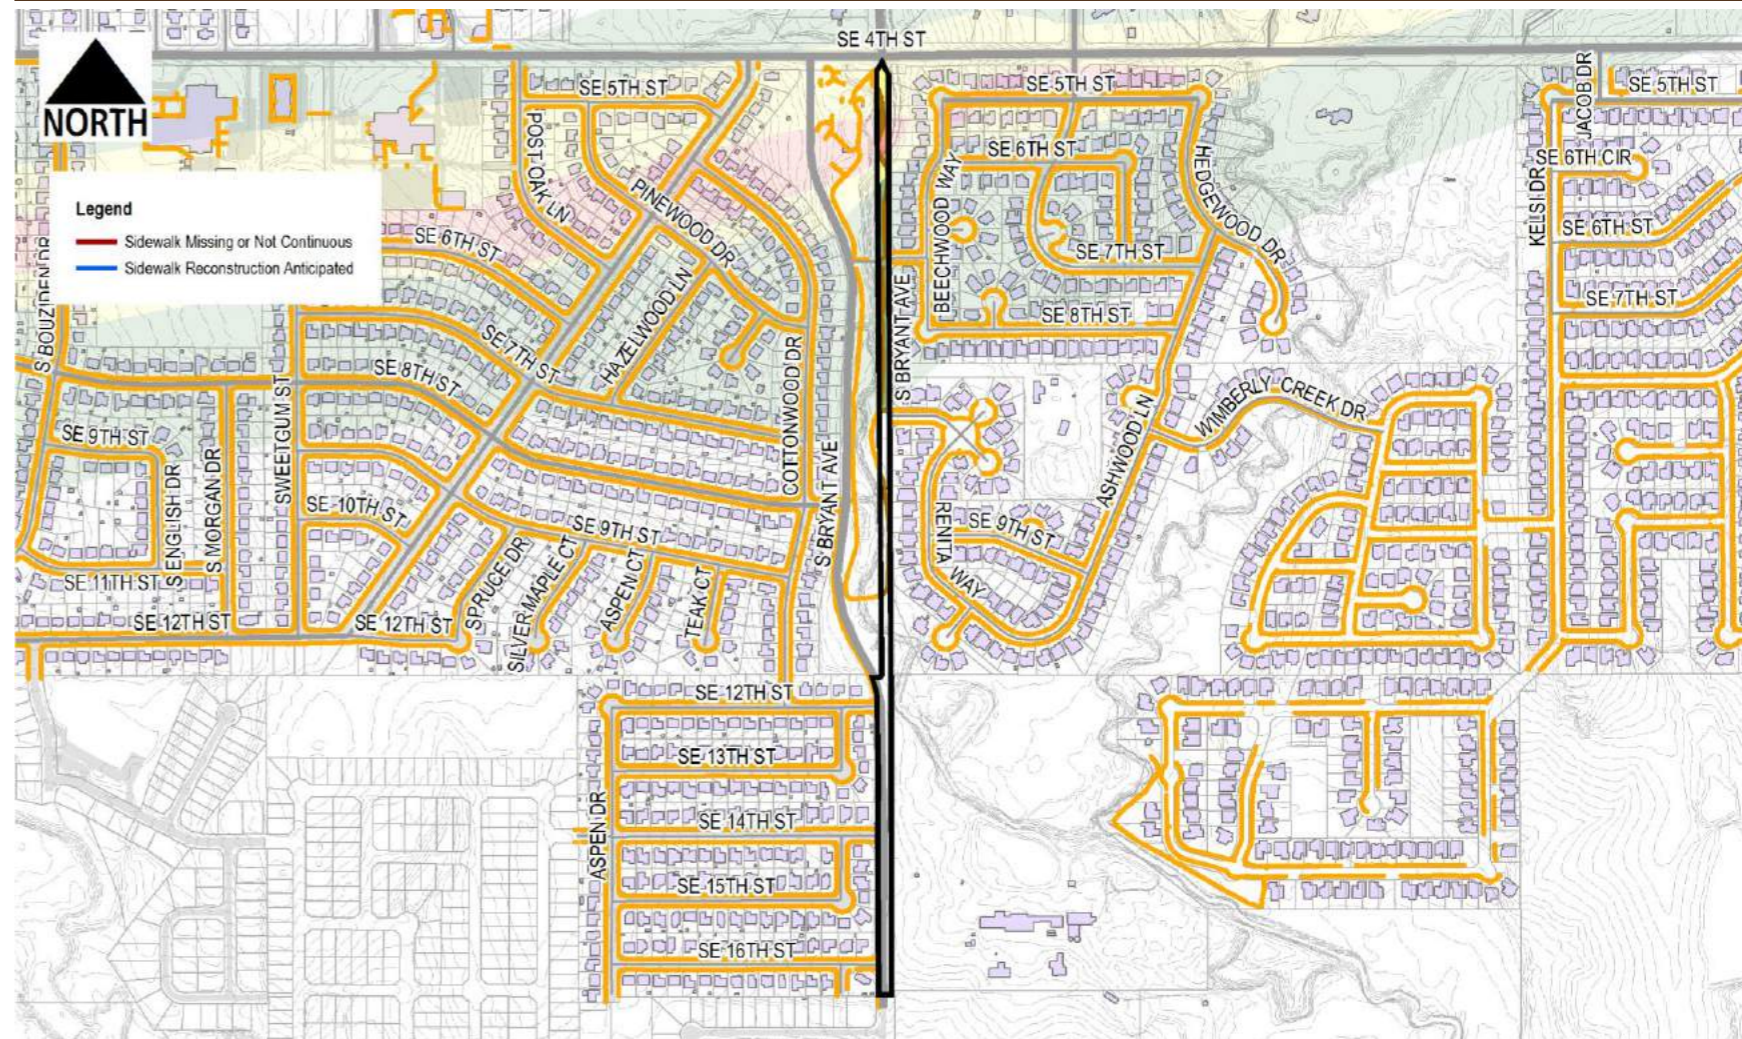 SE 4TH ST
NORTH
SE 5TH ST
SE 5TH ST
JACOB DR
SE 5TH ST
POST OAK LN
PINEWOOD DR
SE 6TH ST
BEECHWOOD WAY
HEDGEWOOD DR
SE 6TH CIR
KELSI DR
SE 6TH ST
Legend
Sidewalk Missing or Not Continuous
Sidewalk Reconstruction Anticipated
S BOUZIDEN DR
SE 6TH ST
HAZELWOOD LN
SE 7TH ST
S BRYANT AVE
SE 8TH ST
SE 7TH ST
SE 7TH ST
SE 8TH ST
COTTONWOOD DR
SWEETGUM ST
WIMBERLY CREEK DR
ASHWOOD LN
SE 9TH ST
S ENGLISH DR
S MORGAN DR
SE 10TH ST
SE 9TH ST
S BRYANT AVE
RENITA WAY
SE 9TH ST
SE 11TH ST
SE 12TH ST
SE 12TH ST
SPRUCE DR
SILVER MAPLE CT
ASPEN CT
TEAK CT
SE 12TH ST
SE 13TH ST
ASPEN DR
SE 14TH ST
SE 15TH ST
SE 16TH ST